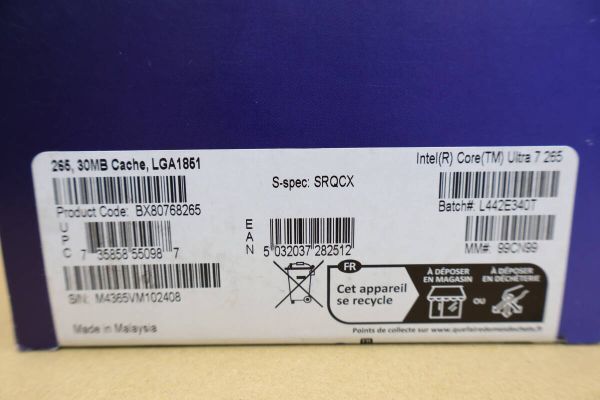 265, 30MB Cache, LGA1851
Intel(R) Core(TM) Ultra 7 265
S-spec: SRQCX
Product Code: BX80768265
Batch#: L442E340T
UPC
7 35858 55098 7
EAN
5 032037 282512
MM#: 99CN99
S/N: M4365VM102408
Made in Malaysia
FR
Cet appareil
se recycle
À DÉPOSER
EN MAGASIN
OU
À DÉPOSER
EN DÉCHÈTERIE
Points de collecte sur www.quefairedemesdechets.fr
FR